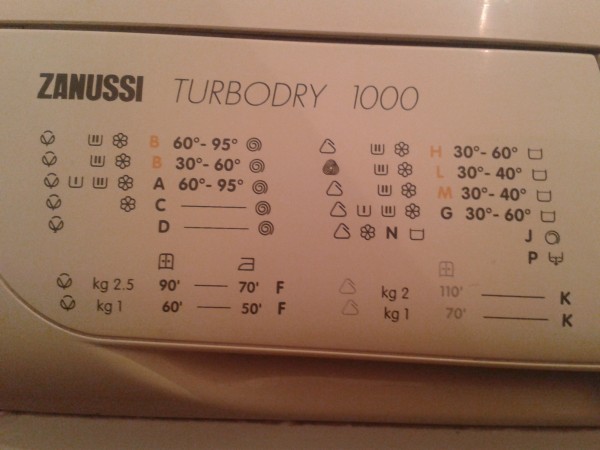 ZANUSSI TURBODRY 1000
B 60°- 95°
B 30°- 60°
A 60°- 95°
C
D
kg 2.5 90' 70' F
kg 1 60' 50' F
H 30°- 60°
L 30°- 40°
M 30°- 40°
G 30°- 60°
N
J
P
kg 2 110' K
kg 1 70' K